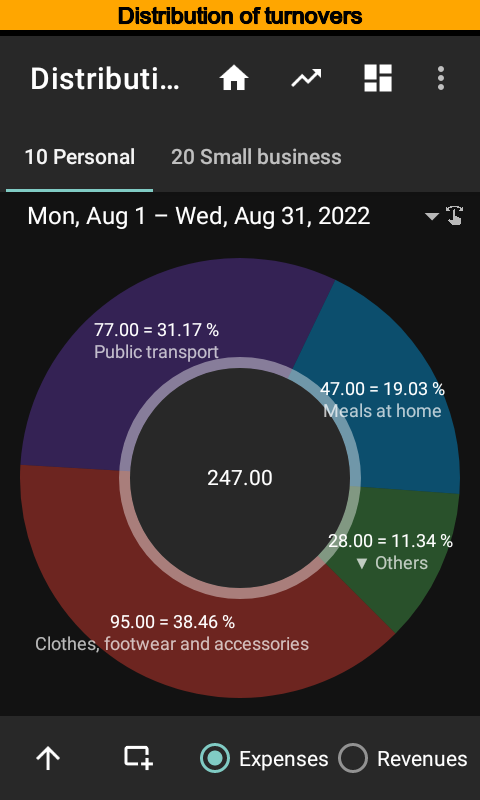 Distribution of turnovers
Distributi...
10 Personal
20 Small business
Mon, Aug 1 – Wed, Aug 31, 2022
77.00 = 31.17 %
Public transport
47.00 = 19.03 %
Meals at home
247.00
28.00 = 11.34 %
▼ Others
95.00 = 38.46 %
Clothes, footwear and accessories
Expenses
Revenues